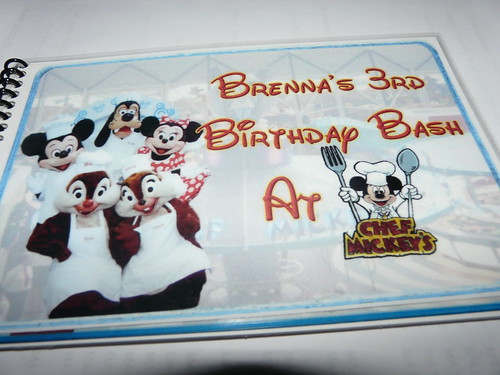 Brenna's 3rd
Birthday Bash
At
Chef
Mickey's